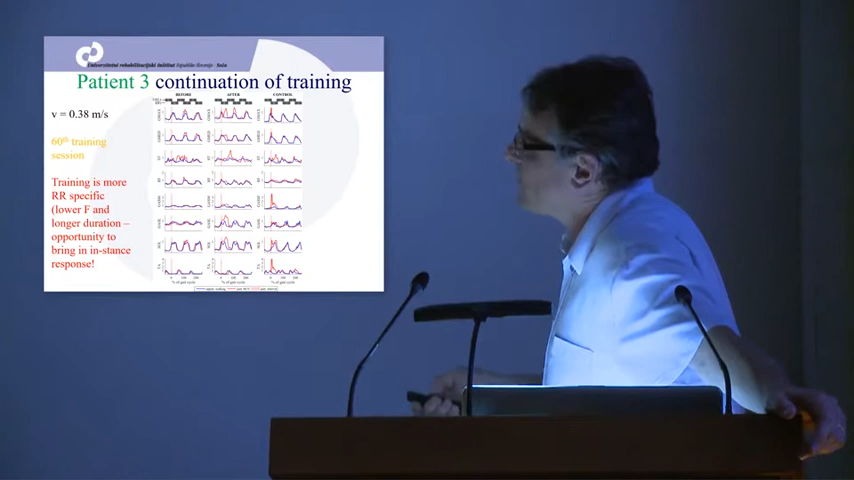 Univerzitetni rehabilitacijski inštitut Republike Slovenije - Soča
Patient 3 continuation of training
v = 0.38 m/s
60th training
session
Training is more
RR specific
(lower F and
longer duration –
opportunity to
bring in in-stance
response!
BEFORE AFTER CONTROL
% of gait cycle % of gait cycle % of gait cycle